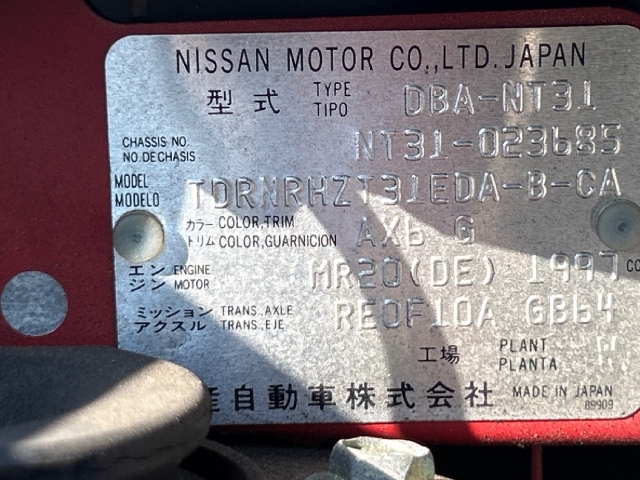 NISSAN MOTOR CO.,LTD. JAPAN
型式 TYPE TIPO DBA-NT31
CHASSIS NO. NO. DE CHASIS NT31-023685
MODEL MODELO TDRNRHZT31EDA-B-CA
カラー COLOR,TRIM
トリム COLOR,GUARNICION AX6 G
エンジン ENGINE MOTOR MR20(DE) 1997 CC
ミッション TRANS.,AXLE
アクスル TRANS.,EJE RE0F10A GB64
工場 PLANT PLANTA
産自動車株式会社 MADE IN JAPAN
89909